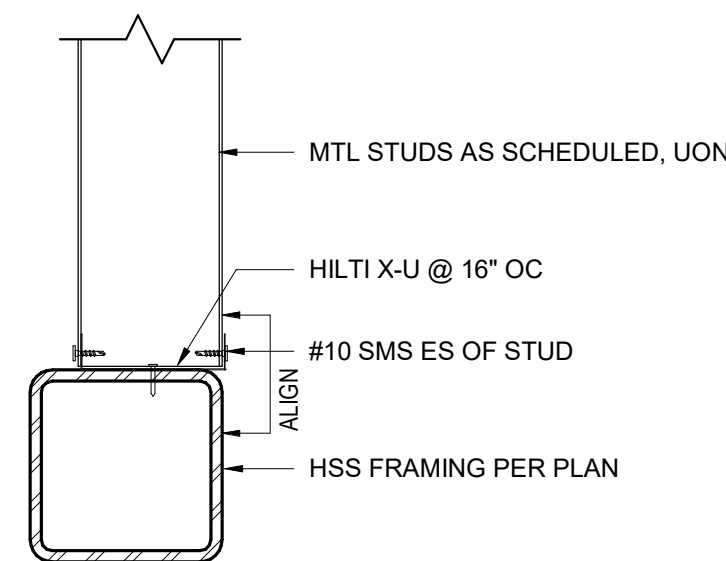 MTL STUDS AS SCHEDULED, UON
HILTI X-U @ 16" OC
#10 SMS ES OF STUD
ALIGN
HSS FRAMING PER PLAN